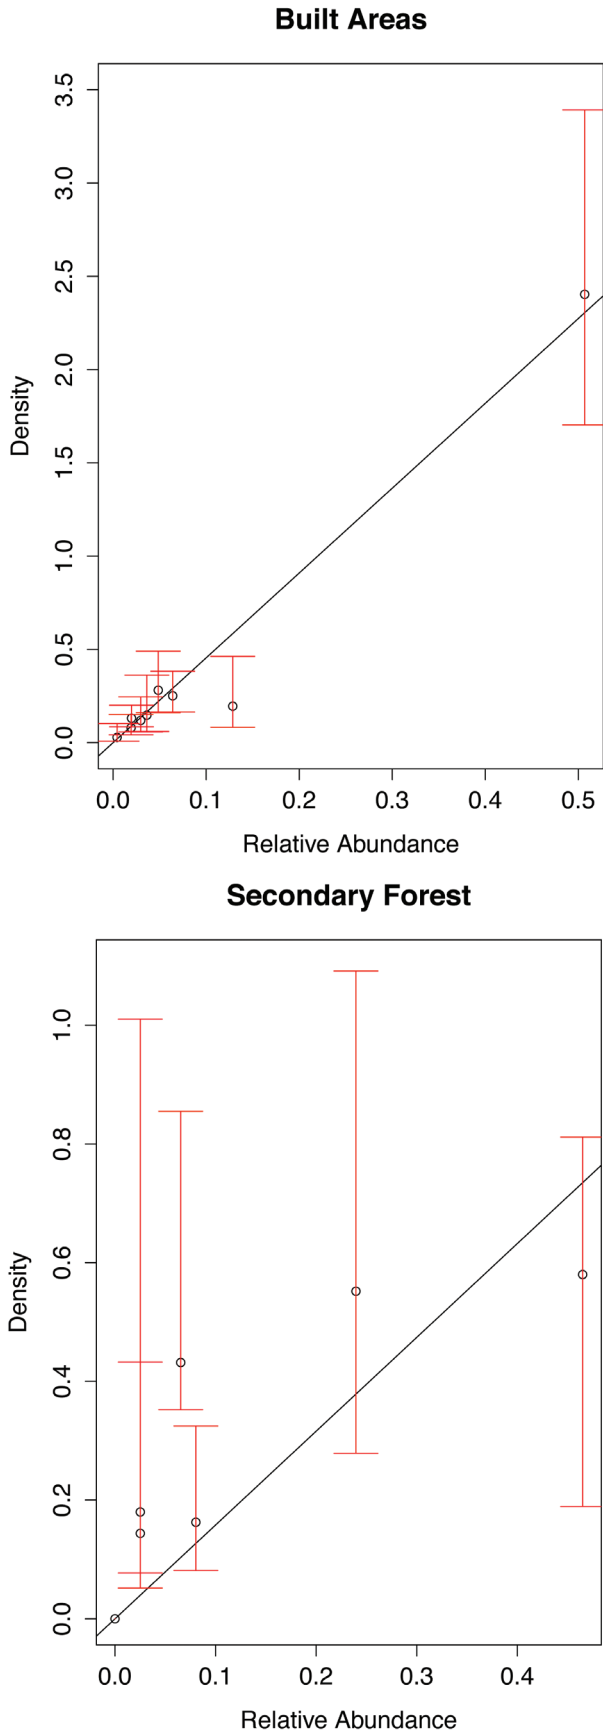 Built Areas
3.5
3.0
2.5
2.0
1.5
1.0
0.5
0.0
Density
0.0 0.1 0.2 0.3 0.4 0.5
Relative Abundance
Secondary Forest
1.0
0.8
0.6
0.4
0.2
0.0
Density
0.0 0.1 0.2 0.3 0.4
Relative Abundance